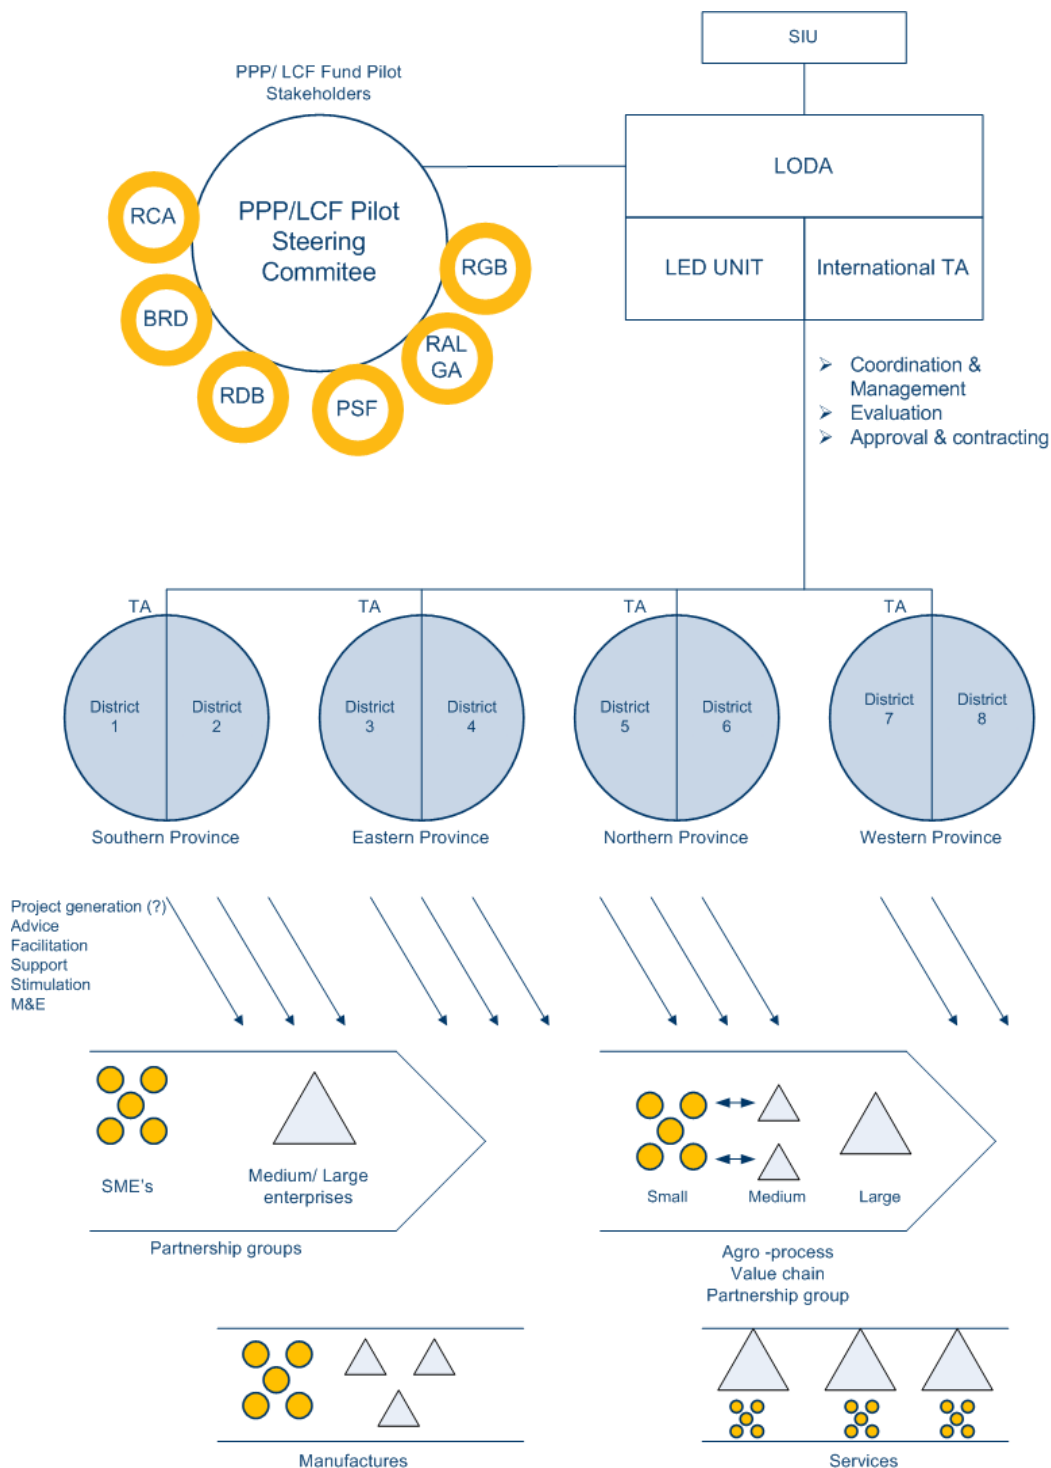 SIU
PPP/ LCF Fund Pilot
Stakeholders
LODA
RCA
PPP/LCF Pilot
Steering
Commitee
RGB
LED UNIT
International TA
BRD
RAL
GA
RDB
PSF
Coordination &
Management
Evaluation
Approval & contracting
TA
TA
TA
TA
District
1
District
2
District
3
District
4
District
5
District
6
District
7
District
8
Southern Province
Eastern Province
Northern Province
Western Province
Project generation (?)
Advice
Facilitation
Support
Stimulation
M&E
SME's
Medium/ Large
enterprises
Small
Medium
Large
Partnership groups
Agro -process
Value chain
Partnership group
Manufactures
Services